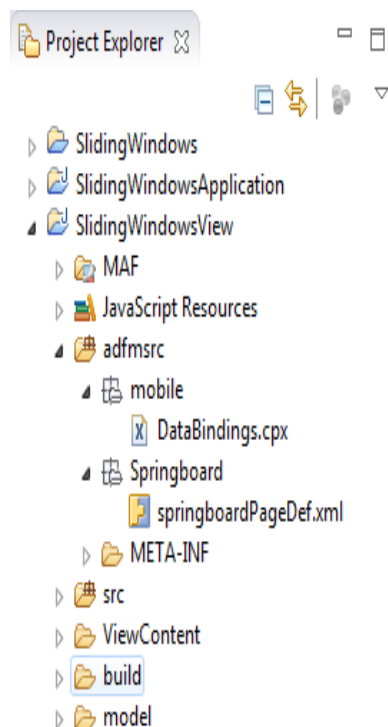 Project Explorer
SlidingWindows
SlidingWindowsApplication
SlidingWindowsView
MAF
JavaScript Resources
adfmsrc
mobile
DataBindings.cpx
Springboard
springboardPageDef.xml
META-INF
src
ViewContent
build
model